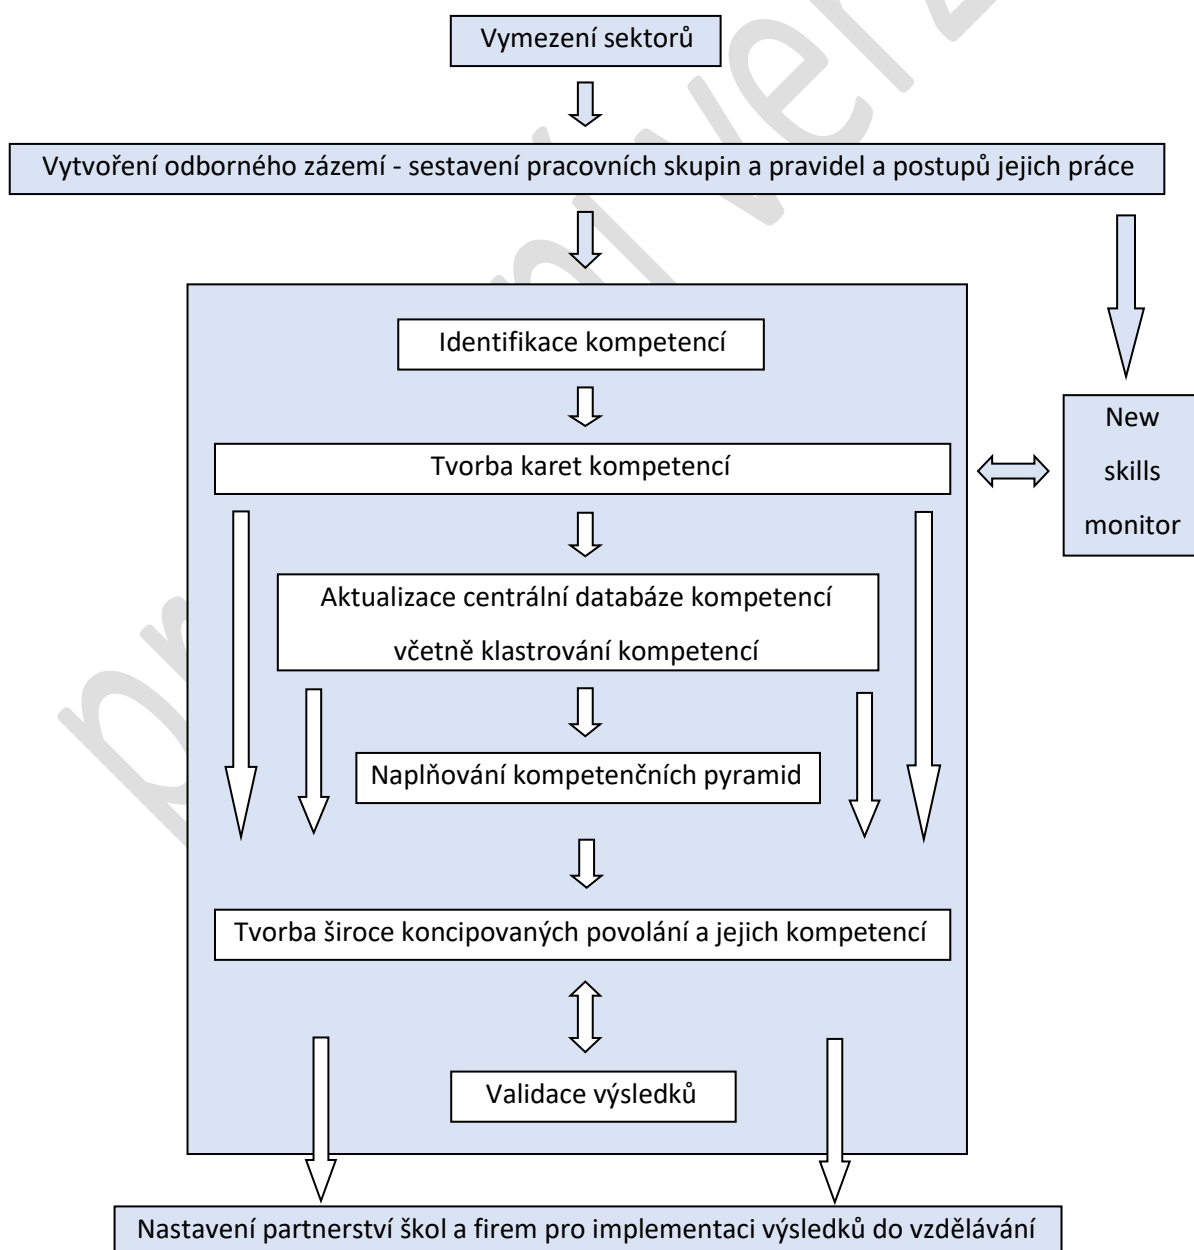 Vymezení sektorů
Vytvoření odborného zázemí - sestavení pracovních skupin a pravidel a postupů jejich práce
Identifikace kompetencí
Tvorba karet kompetencí
New
skills
monitor
Aktualizace centrální databáze kompetencí
včetně klastrování kompetencí
Naplňování kompetenčních pyramid
Tvorba široce koncipovaných povolání a jejich kompetencí
Validace výsledků
Nastavení partnerství škol a firem pro implementaci výsledků do vzdělávání